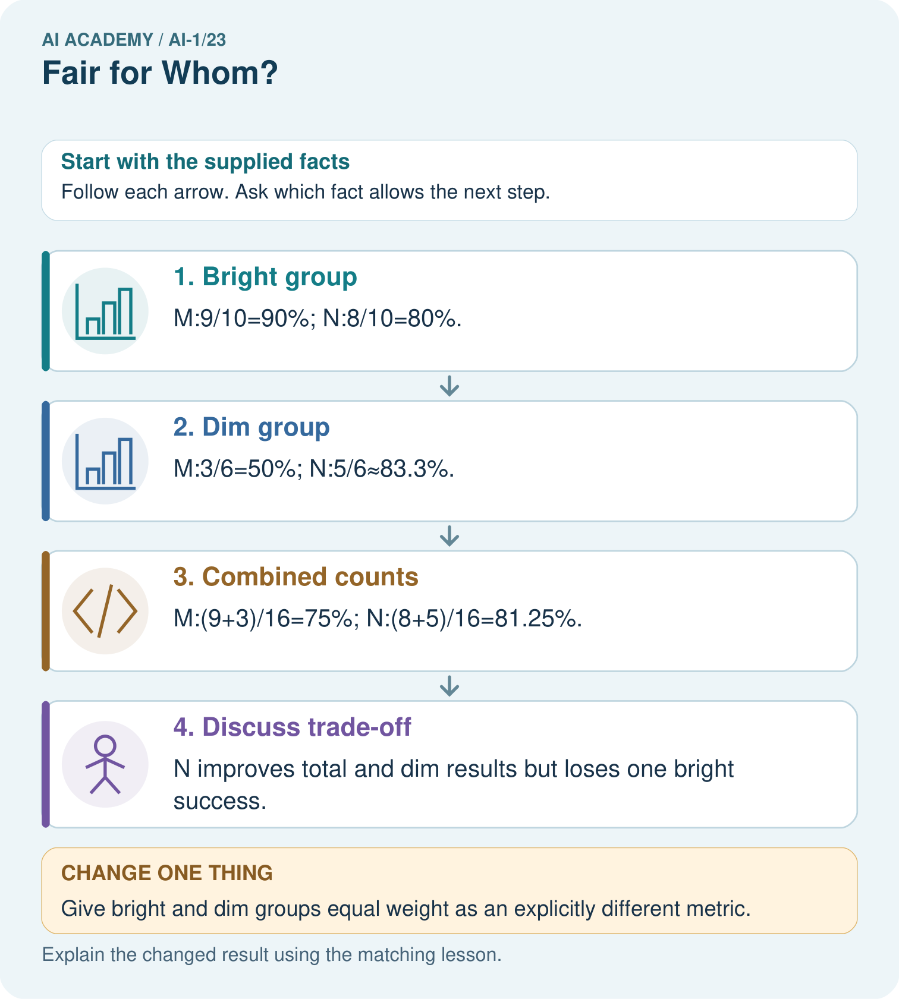 AI ACADEMY / AI-1/23
Fair for Whom?
Start with the supplied facts
Follow each arrow. Ask which fact allows the next step.
1. Bright group
M:9/10=90%; N:8/10=80%.
2. Dim group
M:3/6=50%; N:5/6≈83.3%.
3. Combined counts
M:(9+3)/16=75%; N:(8+5)/16=81.25%.
4. Discuss trade-off
N improves total and dim results but loses one bright
success.
CHANGE ONE THING
Give bright and dim groups equal weight as an explicitly different metric.
Explain the changed result using the matching lesson.